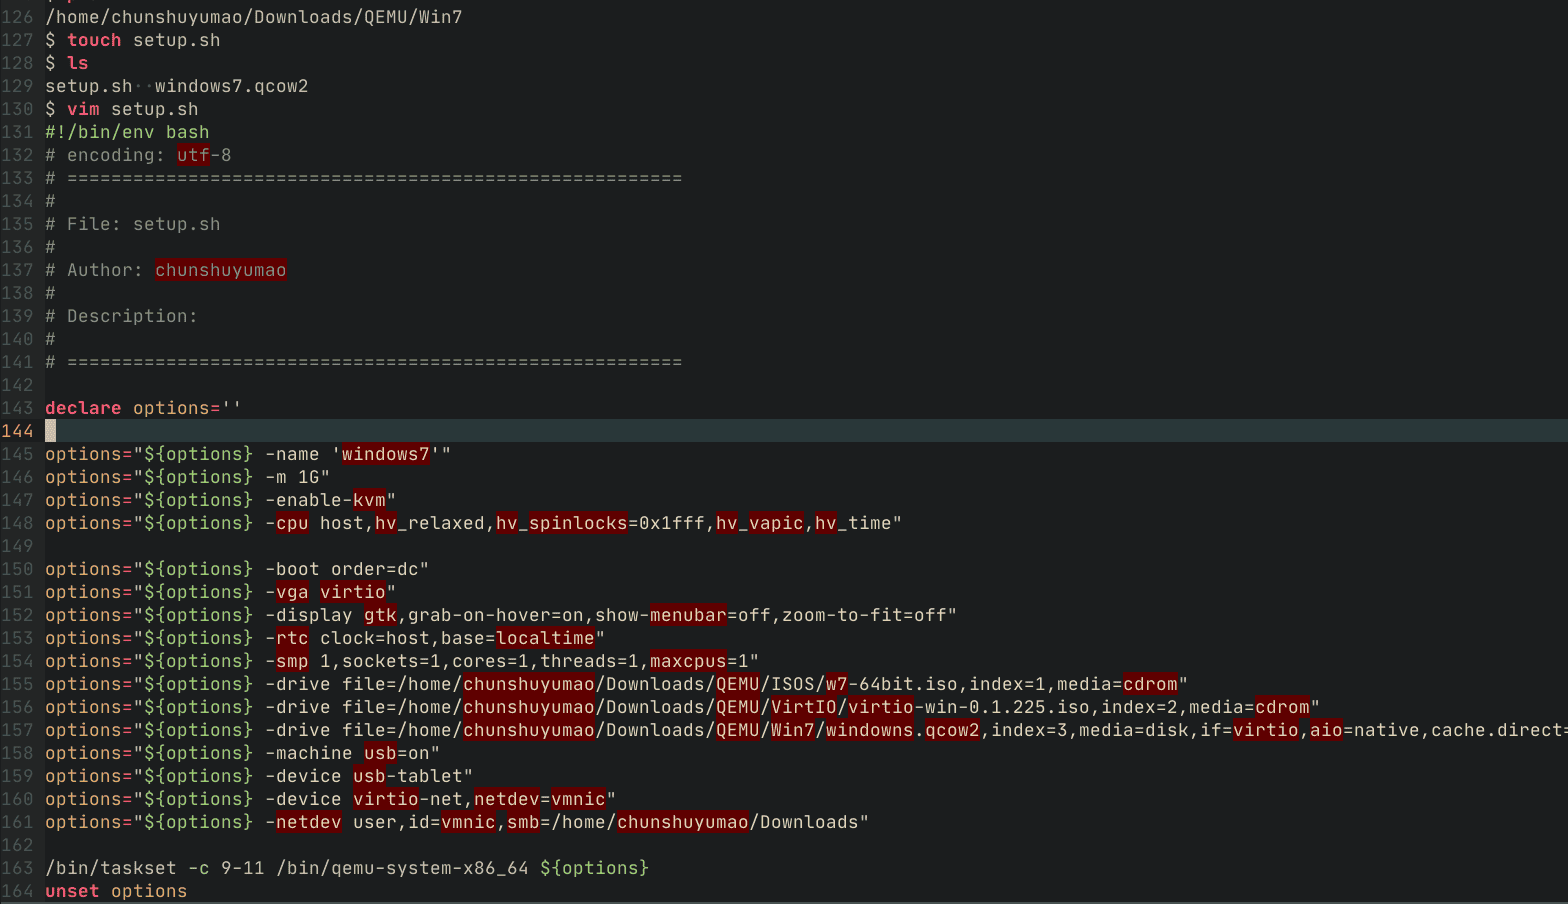 126 /home/chunshuyumao/Downloads/QEMU/Win7
127 $ touch setup.sh
128 $ ls
129 setup.sh··windows7.qcow2
130 $ vim setup.sh
131 #!/bin/env bash
132 # encoding: utf-8
133 # ========================================================
134 #
135 # File: setup.sh
136 #
137 # Author: chunshuyumao
138 #
139 # Description:
140 #
141 # ========================================================
142
143 declare options=''
144
145 options="${options} -name 'windows7'"
146 options="${options} -m 1G"
147 options="${options} -enable-kvm"
148 options="${options} -cpu host,hv_relaxed,hv_spinlocks=0x1fff,hv_vapic,hv_time"
149
150 options="${options} -boot order=dc"
151 options="${options} -vga virtio"
152 options="${options} -display gtk,grab-on-hover=on,show-menubar=off,zoom-to-fit=off"
153 options="${options} -rtc clock=host,base=localtime"
154 options="${options} -smp 1,sockets=1,cores=1,threads=1,maxcpus=1"
155 options="${options} -drive file=/home/chunshuyumao/Downloads/QEMU/ISOS/w7-64bit.iso,index=1,media=cdrom"
156 options="${options} -drive file=/home/chunshuyumao/Downloads/QEMU/VirtIO/virtio-win-0.1.225.iso,index=2,media=cdrom"
157 options="${options} -drive file=/home/chunshuyumao/Downloads/QEMU/Win7/windowns.qcow2,index=3,media=disk,if=virtio,aio=native,cache.direct=
158 options="${options} -machine usb=on"
159 options="${options} -device usb-tablet"
160 options="${options} -device virtio-net,netdev=vmnic"
161 options="${options} -netdev user,id=vmnic,smb=/home/chunshuyumao/Downloads"
162
163 /bin/taskset -c 9-11 /bin/qemu-system-x86_64 ${options}
164 unset options